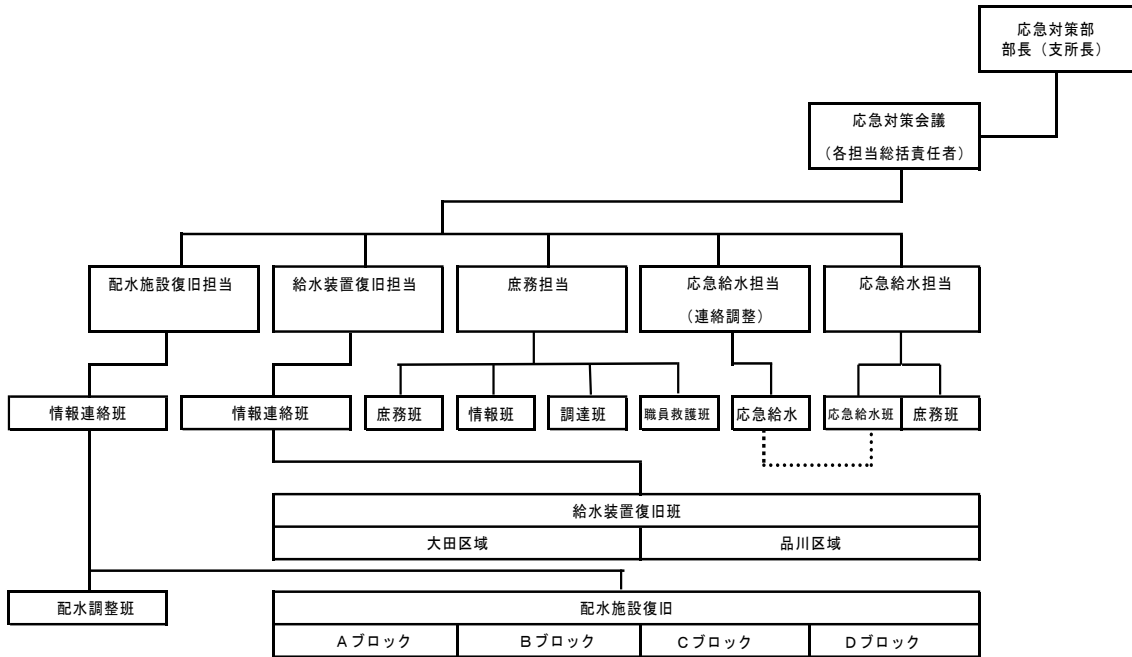 応急対策部
部長（支所長）
応急対策会議
（各担当総括責任者）
配水施設復旧担当
給水装置復旧担当
庶務担当
応急給水担当
（連絡調整）
応急給水担当
情報連絡班
情報連絡班
庶務班
情報班
調達班
職員救護班
応急給水
応急給水班
庶務班
給水装置復旧班
大田区域
品川区域
配水調整班
配水施設復旧
Aブロック
Bブロック
Cブロック
Dブロック